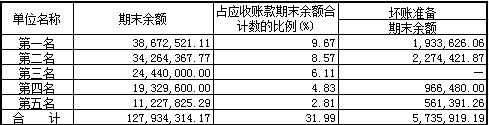 单位名称 期末余额 占应收账款期末余额合计数的比例(%) 坏账准备
期末余额
第一名 38,672,521.11 9.67 1,933,626.06
第二名 34,264,367.77 8.57 2,274,421.87
第三名 24,440,000.00 6.11 —
第四名 19,329,600.00 4.83 966,480.00
第五名 11,227,825.29 2.81 561,391.26
合 计 127,934,314.17 31.99 5,735,919.19